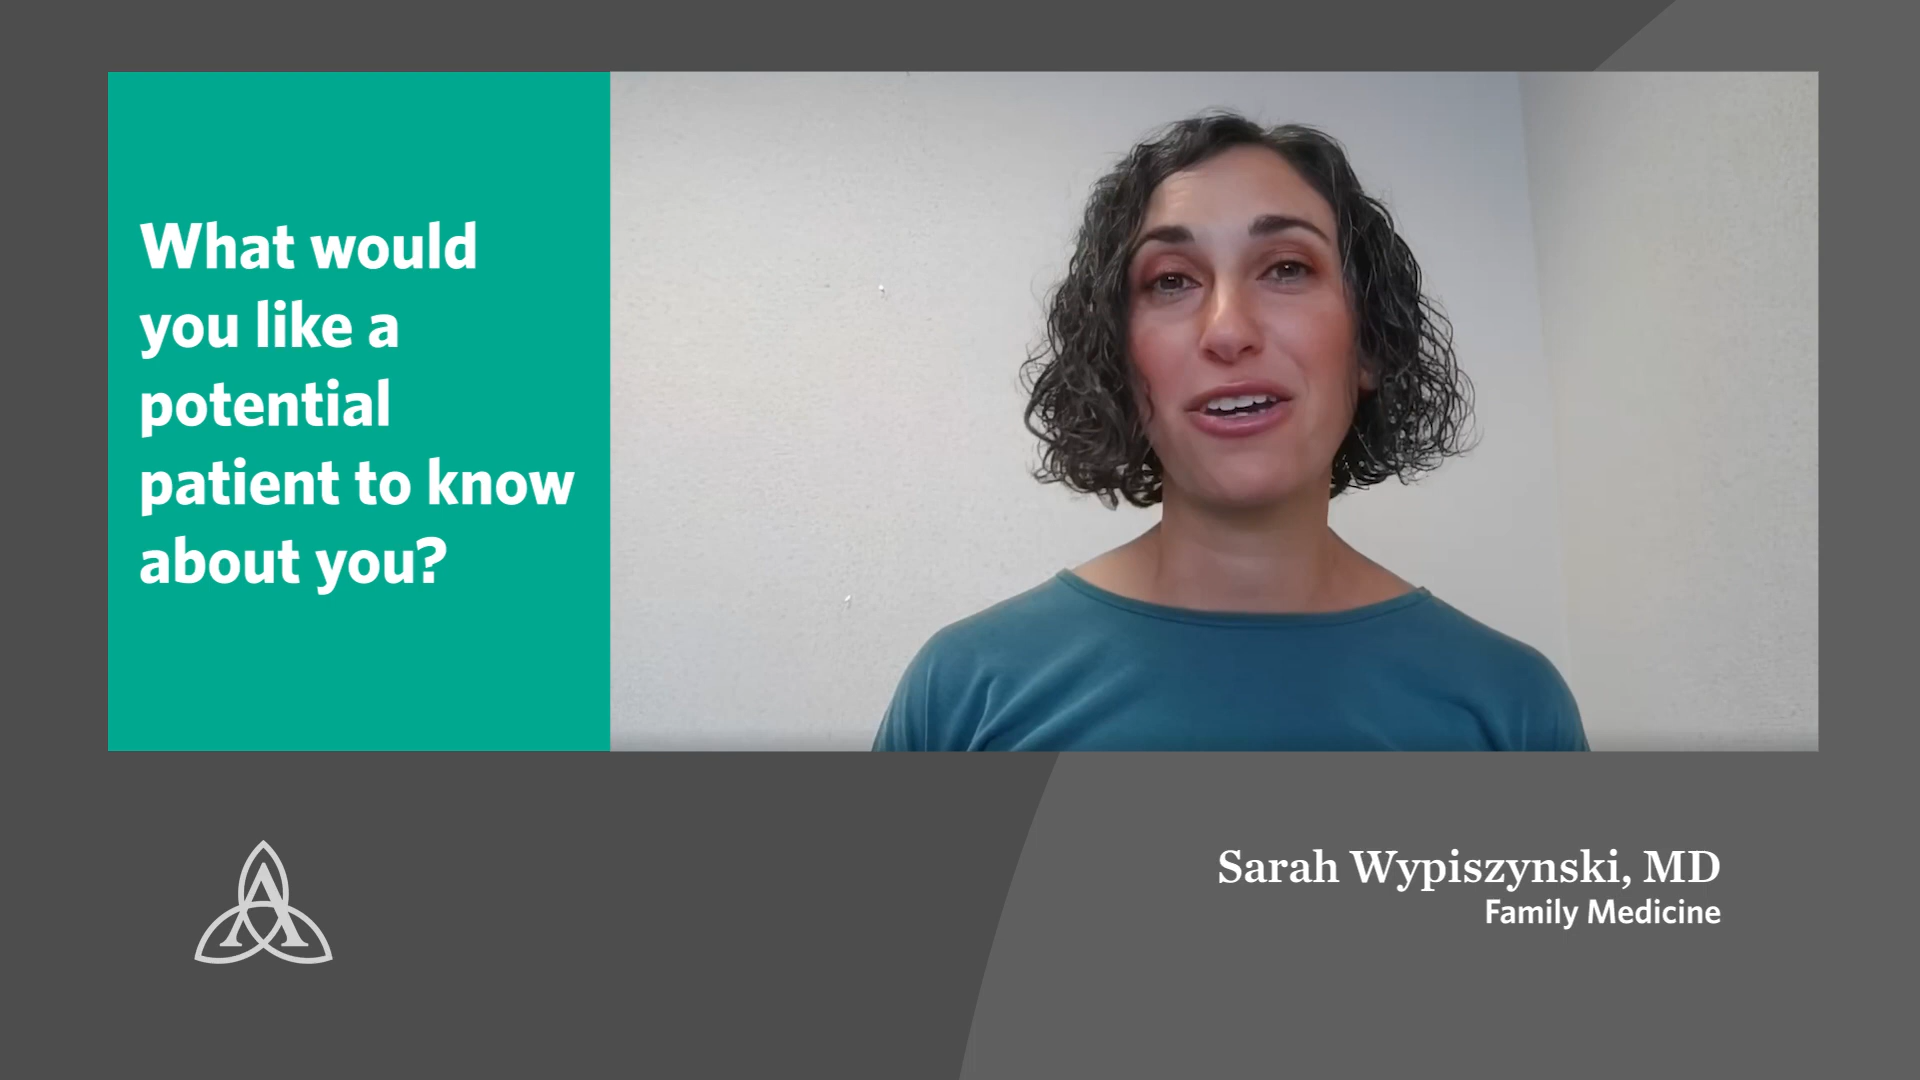 What would
you like a
potential
patient to know
about you?
A
Sarah Wypiszynski, MD
Family Medicine